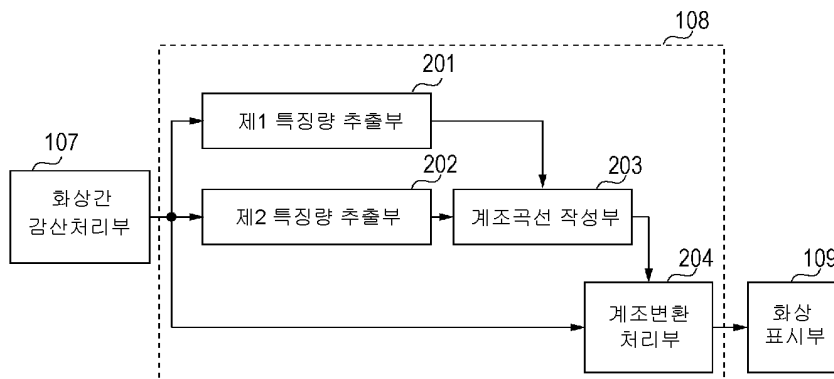 108
201
제1 특징량 추출부
107
화상간
감산처리부
202
제2 특징량 추출부
203
계조곡선 작성부
204
계조변환
처리부
109
화상
표시부